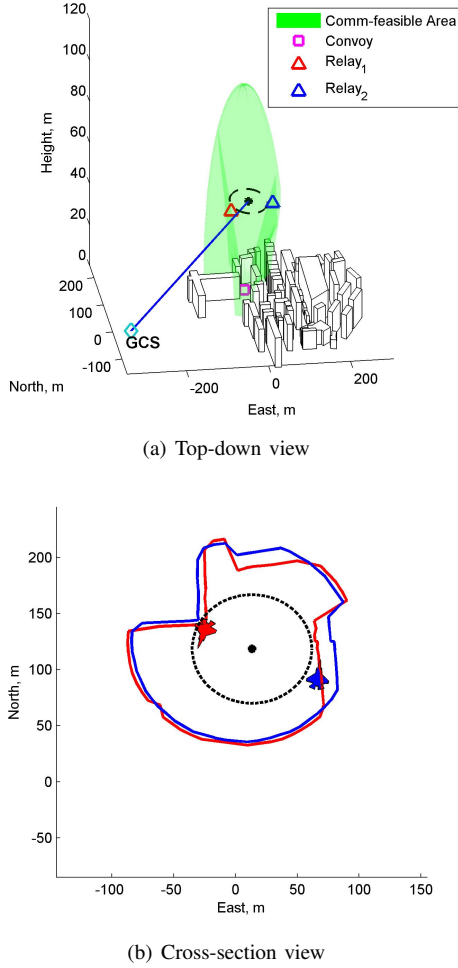 120
100
80
60
40
20
0
Height, m
Comm-feasible Area
Convoy
Relay1
Relay2
200
100
0
-100
GCS
North, m
-200
0
200
East, m
(a) Top-down view
200
150
100
50
0
-50
North, m
-100
-50
0
50
100
150
East, m
(b) Cross-section view